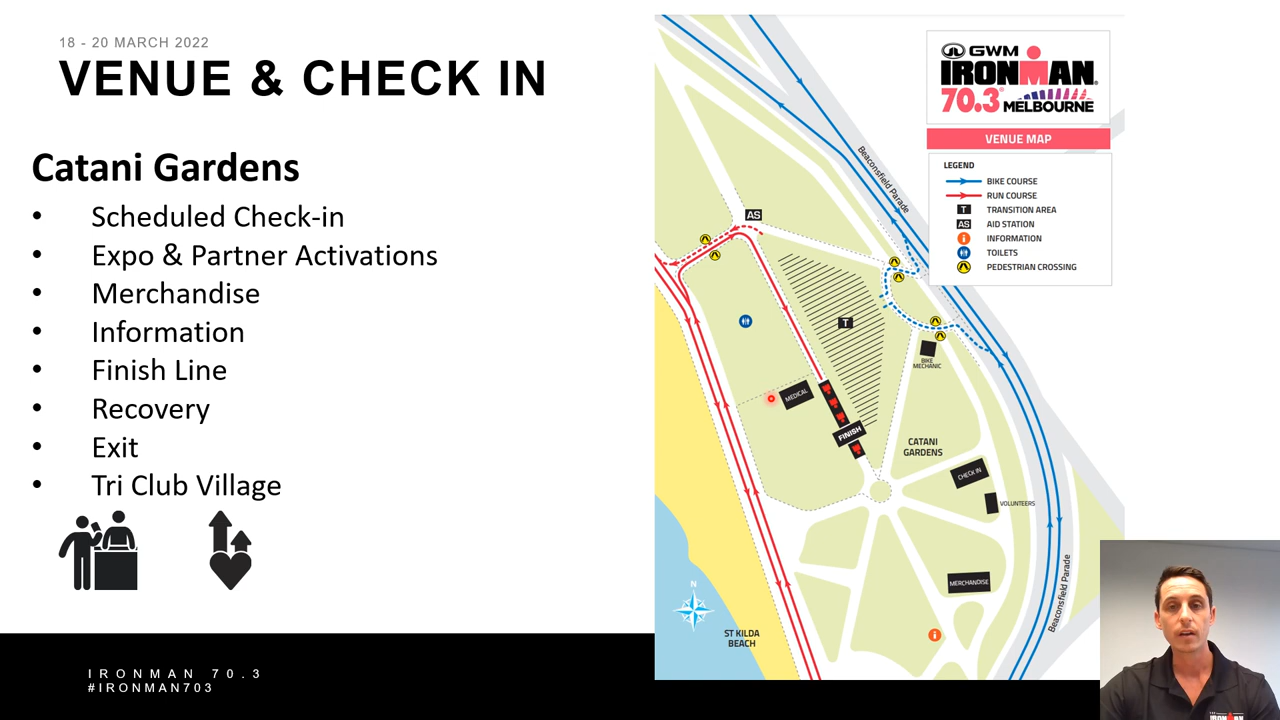 18 - 20 MARCH 2022
VENUE & CHECK IN
Catani Gardens
• Scheduled Check-in
• Expo & Partner Activations
• Merchandise
• Information
• Finish Line
• Recovery
• Exit
• Tri Club Village
IRONMAN 70.3
#IRONMAN703
GWM
IRONMAN
70.3 MELBOURNE
VENUE MAP
LEGEND
BIKE COURSE
RUN COURSE
T TRANSITION AREA
AS AID STATION
i INFORMATION
TOILETS
PEDESTRIAN CROSSING
Beaconsfield Parade
AS
T
BIKE
MECHANIC
MEDICAL
FINISH
CATANI
GARDENS
CHECK IN
VOLUNTEERS
MERCHANDISE
Beaconsfield Parade
N
ST KILDA
BEACH
i